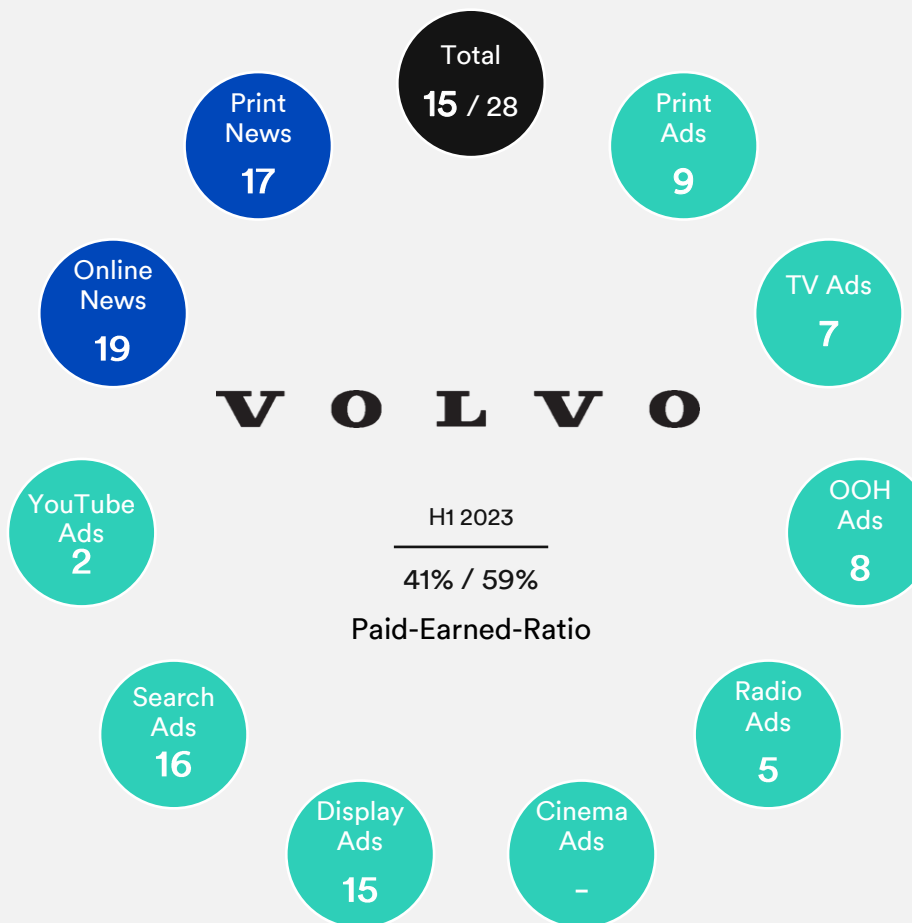 Total
15 / 28
Print
Ads
9
TV Ads
7
OOH
Ads
8
Radio
Ads
5
Cinema
Ads
-
Display
Ads
15
Search
Ads
16
YouTube
Ads
2
Online
News
19
Print
News
17
VOLVO
H1 2023
41% / 59%
Paid-Earned-Ratio